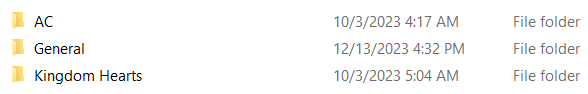 AC 10/3/2023 4:17 AM File folder
General 12/13/2023 4:32 PM File folder
Kingdom Hearts 10/3/2023 5:04 AM File folder